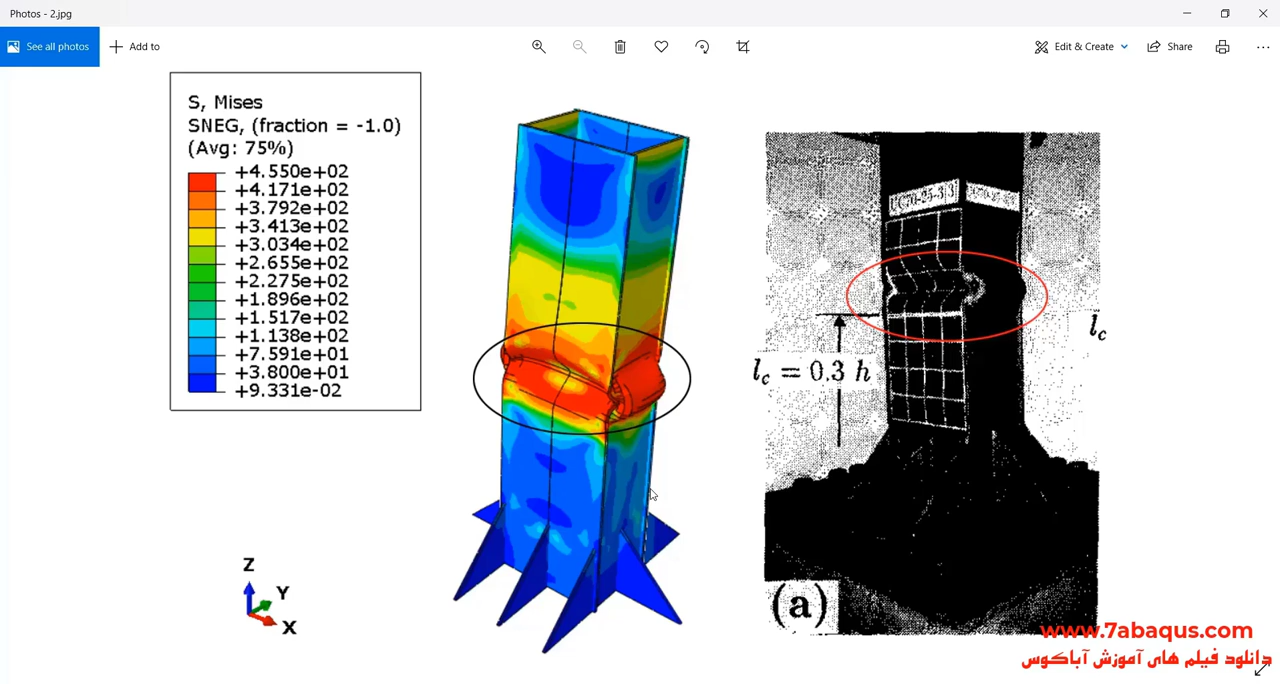 Photos - 2.jpg
See all photos
Add to
Edit & Create
Share
S, Mises
SNEG, (fraction = -1.0)
(Avg: 75%)
+4.550e+02
+4.171e+02
+3.792e+02
+3.413e+02
+3.034e+02
+2.655e+02
+2.275e+02
+1.896e+02
+1.517e+02
+1.138e+02
+7.591e+01
+3.800e+01
+9.331e-02
Z
Y
X
l_c
l_c = 0.3 h
(a)
www.7abaqus.com
دانلود فیلم های آموزش آباکوس